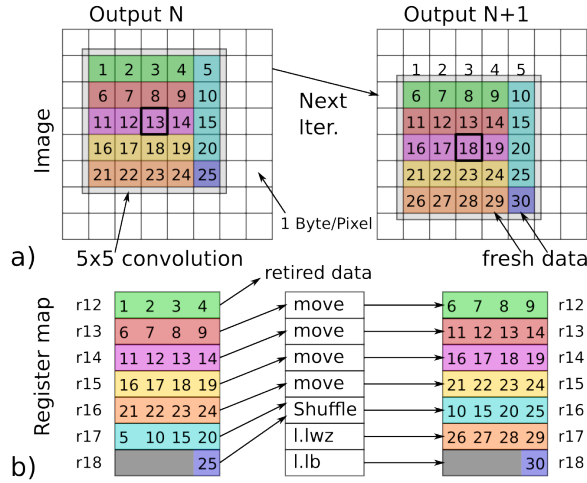 Output N
Output N+1
Image
1 2 3 4 5
6 7 8 9 10
11 12 13 14 15
16 17 18 19 20
21 22 23 24 25
Next
Iter.
1 Byte/Pixel
1 2 3 4 5
6 7 8 9 10
11 12 13 14 15
16 17 18 19 20
21 22 23 24 25
26 27 28 29 30
a)
5x5 convolution
fresh data
retired data
Register map
r12 1 2 3 4 move 6 7 8 9 r12
r13 6 7 8 9 move 11 12 13 14 r13
r14 11 12 13 14 move 16 17 18 19 r14
r15 16 17 18 19 move 21 22 23 24 r15
r16 21 22 23 24 Shuffle 10 15 20 25 r16
r17 5 10 15 20 l.lwz 26 27 28 29 r17
r18 25 l.lb 30 r18
b)